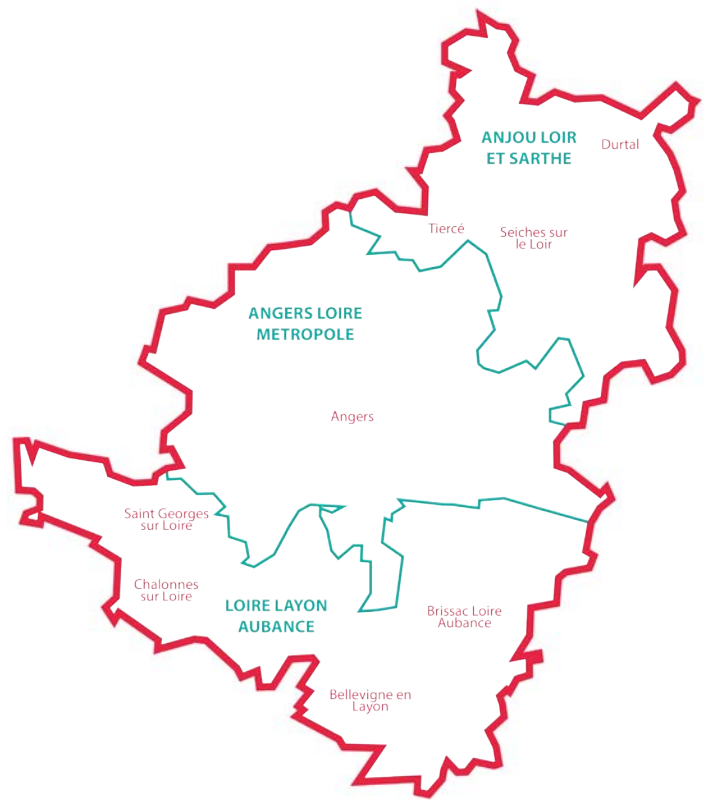 ANJOU LOIR
ET SARTHE
Durtal
Tiercé
Seiches sur
le Loir
ANGERS LOIRE
METROPOLE
Angers
Saint Georges
sur Loire
Chalonnes
sur Loire
LOIRE LAYON
AUBANCE
Brissac Loire
Aubance
Bellevigne en
Layon